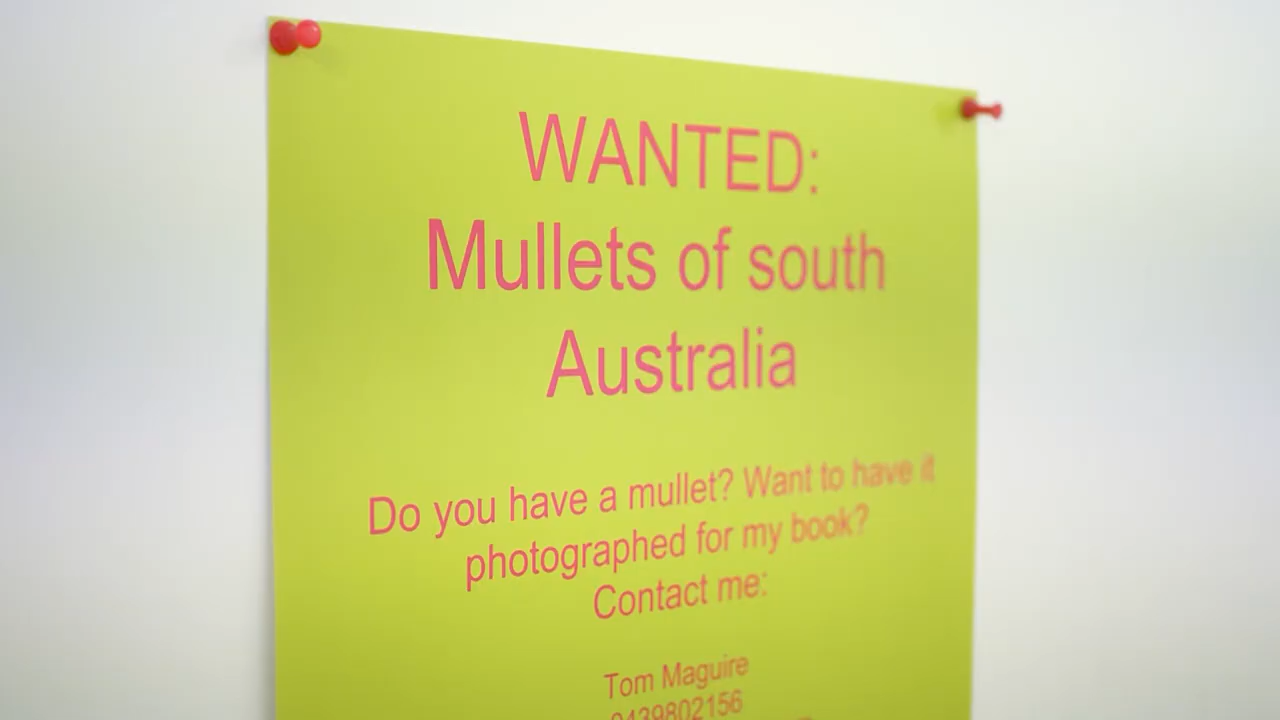 WANTED:
Mullets of south
Australia
Do you have a mullet? Want to have it
photographed for my book?
Contact me:
Tom Maguire
0439802156